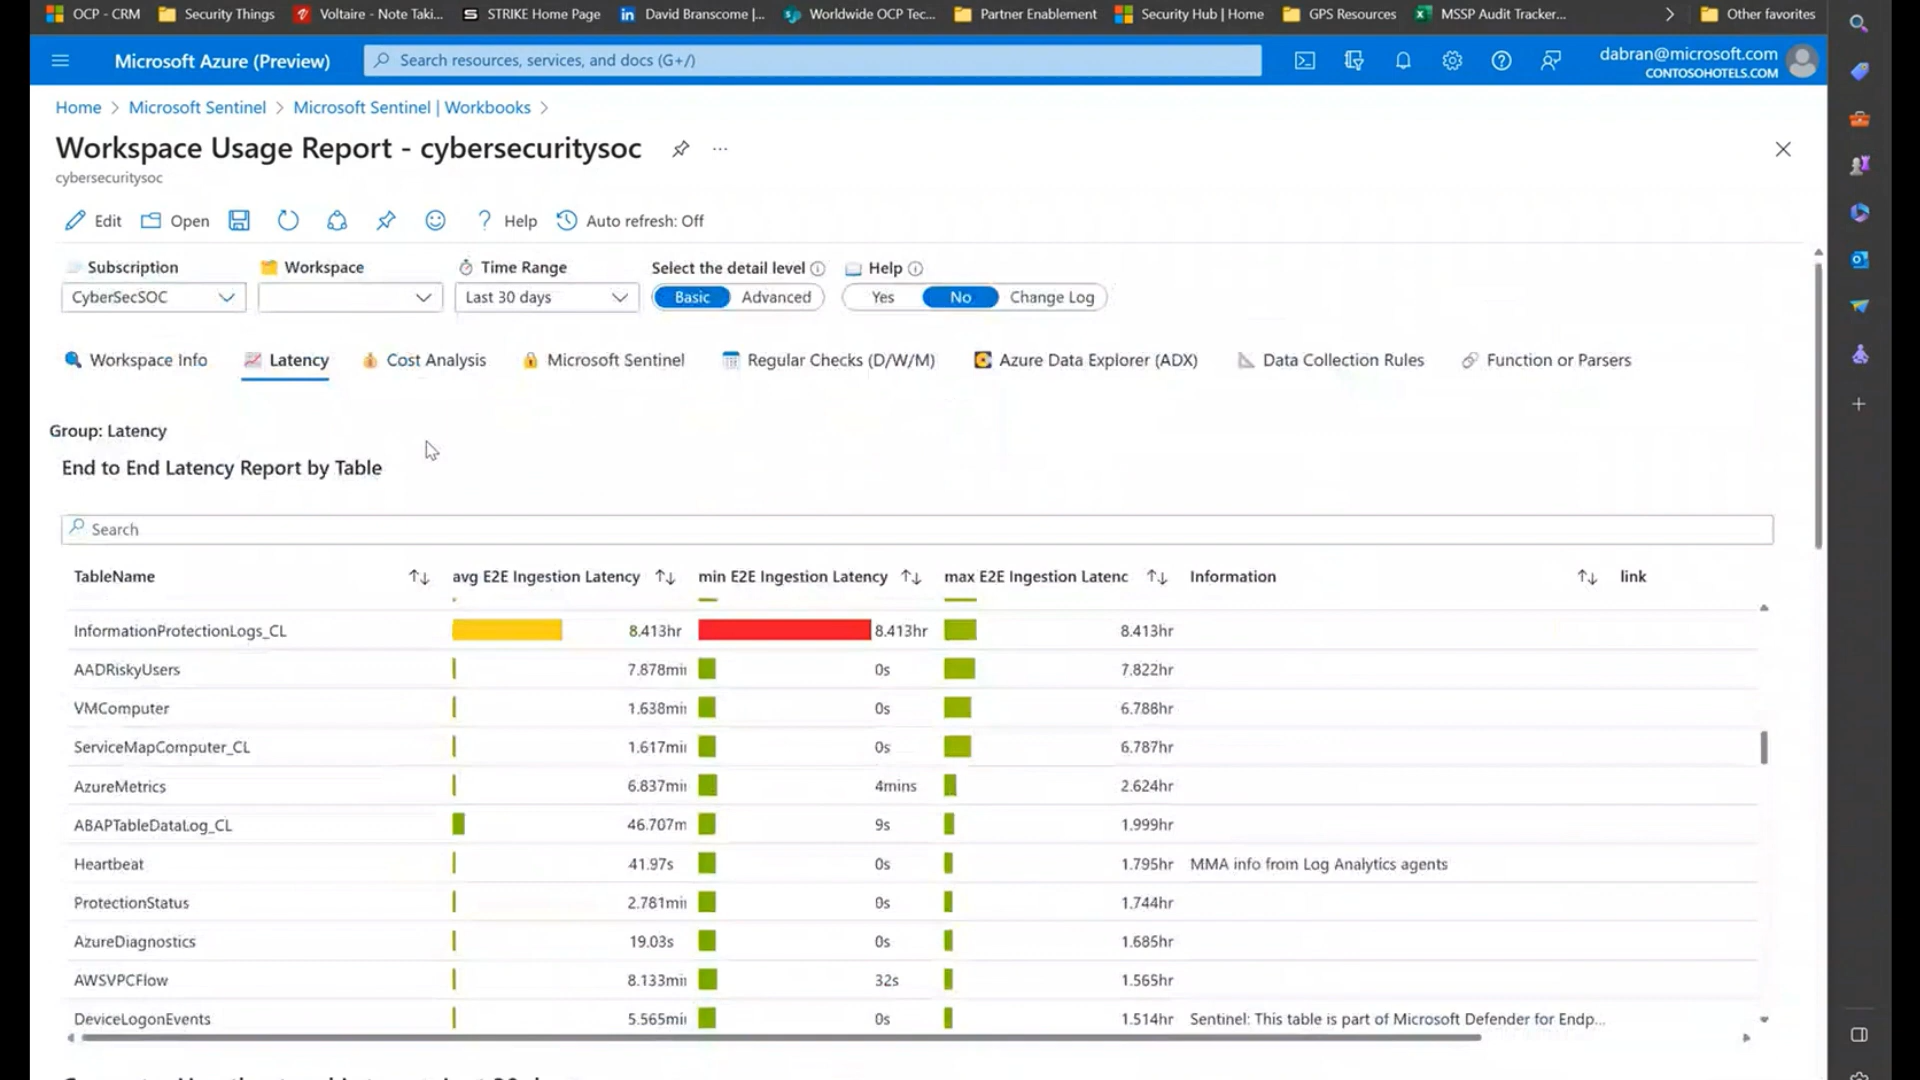 OCP - CRM Security Things Voltaire - Note Taki... STRIKE Home Page David Branscome |... Worldwide OCP Tec... Partner Enablement Security Hub | Home GPS Resources MSSP Audit Tracker... Other favorites
Microsoft Azure (Preview) Search resources, services, and docs (G+/) dabran@microsoft.com
CONTOSOHOTELS.COM
Home > Microsoft Sentinel > Microsoft Sentinel | Workbooks >
Workspace Usage Report - cybersecuritysoc ...
cybersecuritysoc
Edit Open Help Auto refresh: Off
Subscription Workspace Time Range Select the detail level Help
CyberSecSOC Last 30 days Basic Advanced Yes No Change Log
Workspace Info Latency Cost Analysis Microsoft Sentinel Regular Checks (D/W/M) Azure Data Explorer (ADX) Data Collection Rules Function or Parsers
Group: Latency
End to End Latency Report by Table
Search
TableName avg E2E Ingestion Latency min E2E Ingestion Latency max E2E Ingestion Latenc Information link
InformationProtectionLogs_CL 8.413hr 8.413hr 8.413hr
AADRiskyUsers 7.878min 0s 7.822hr
VMComputer 1.638min 0s 6.788hr
ServiceMapComputer_CL 1.617min 0s 6.787hr
AzureMetrics 6.837min 4mins 2.624hr
ABAPTableDataLog_CL 46.707m 9s 1.999hr
Heartbeat 41.97s 0s 1.795hr MMA info from Log Analytics agents
ProtectionStatus 2.781min 0s 1.744hr
AzureDiagnostics 19.03s 0s 1.685hr
AWSVPCFlow 8.133min 32s 1.565hr
DeviceLogonEvents 5.565min 0s 1.514hr Sentinel: This table is part of Microsoft Defender for Endp...